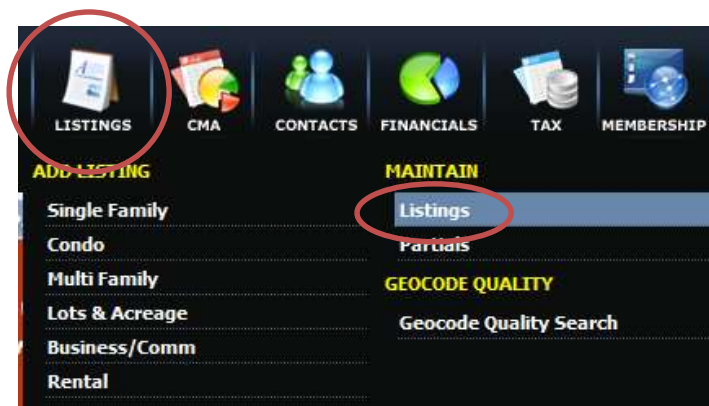 LISTINGS CMA CONTACTS FINANCIALS TAX MEMBERSHIP
ADD LISTING
Single Family
Condo
Multi Family
Lots & Acreage
Business/Comm
Rental
MAINTAIN
Listings
Partials
GEOCODE QUALITY
Geocode Quality Search